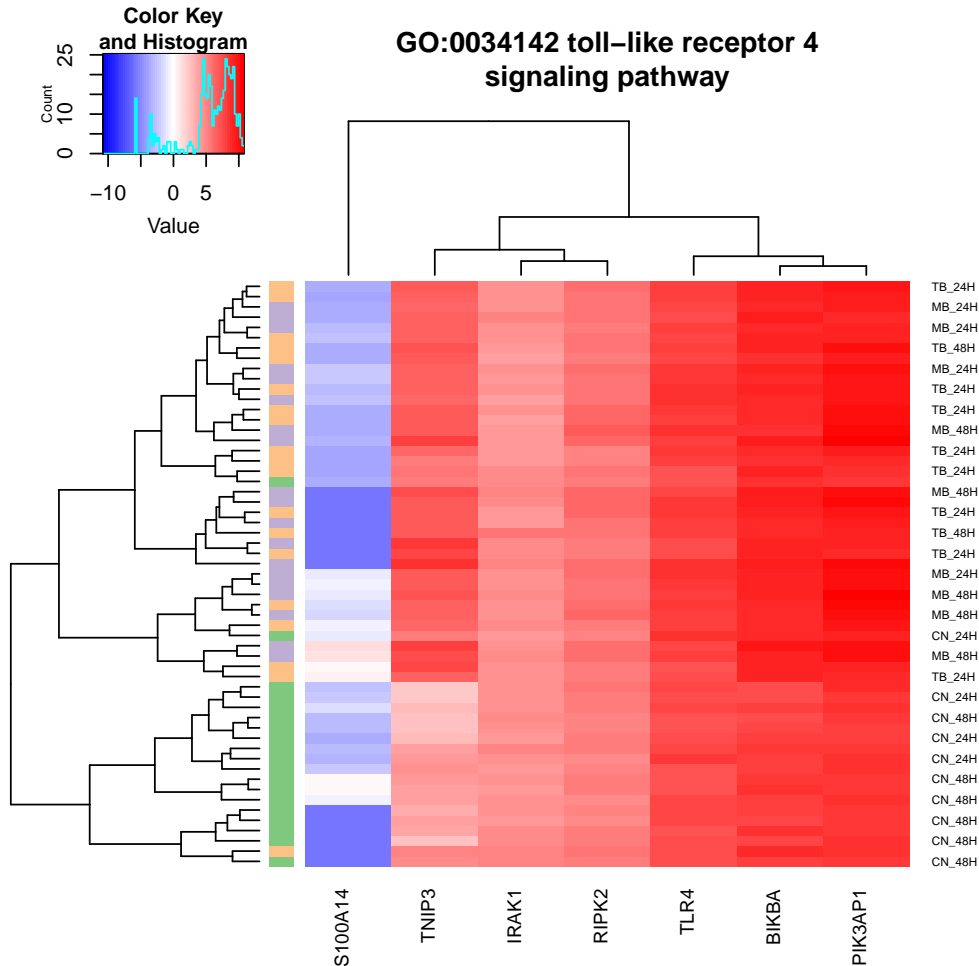 Color Key
and Histogram
Count
0
10
25
−10
0
5
Value
GO:0034142 toll−like receptor 4
signaling pathway
TB_24H
MB_24H
MB_24H
TB_48H
MB_24H
TB_24H
TB_24H
MB_48H
TB_24H
TB_24H
MB_48H
TB_24H
TB_48H
TB_24H
MB_24H
MB_48H
MB_48H
CN_24H
MB_48H
TB_24H
CN_24H
CN_48H
CN_24H
CN_24H
CN_48H
CN_48H
CN_48H
CN_48H
CN_48H
S100A14
TNIP3
IRAK1
RIPK2
TLR4
BIKBA
PIK3AP1